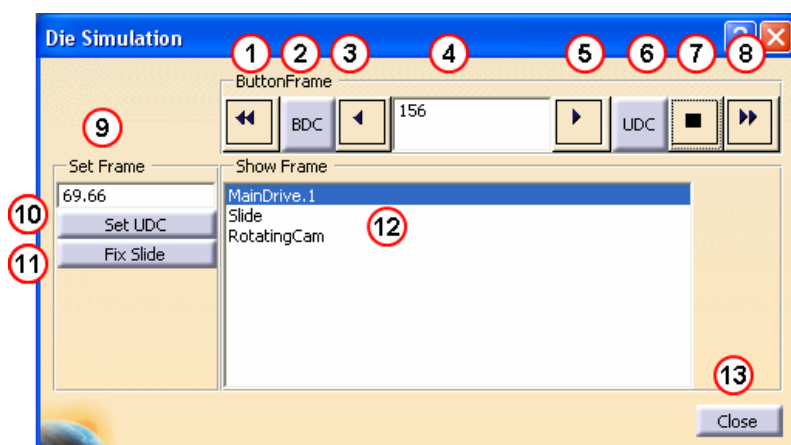 Die Simulation ?
1 2 3 4 5 6 7 8
ButtonFrame
BDC 156 UDC
9
Set Frame Show Frame
69.66 MainDrive.1
10 Set UDC Slide 12
RotatingCam
11 Fix Slide
13
Close